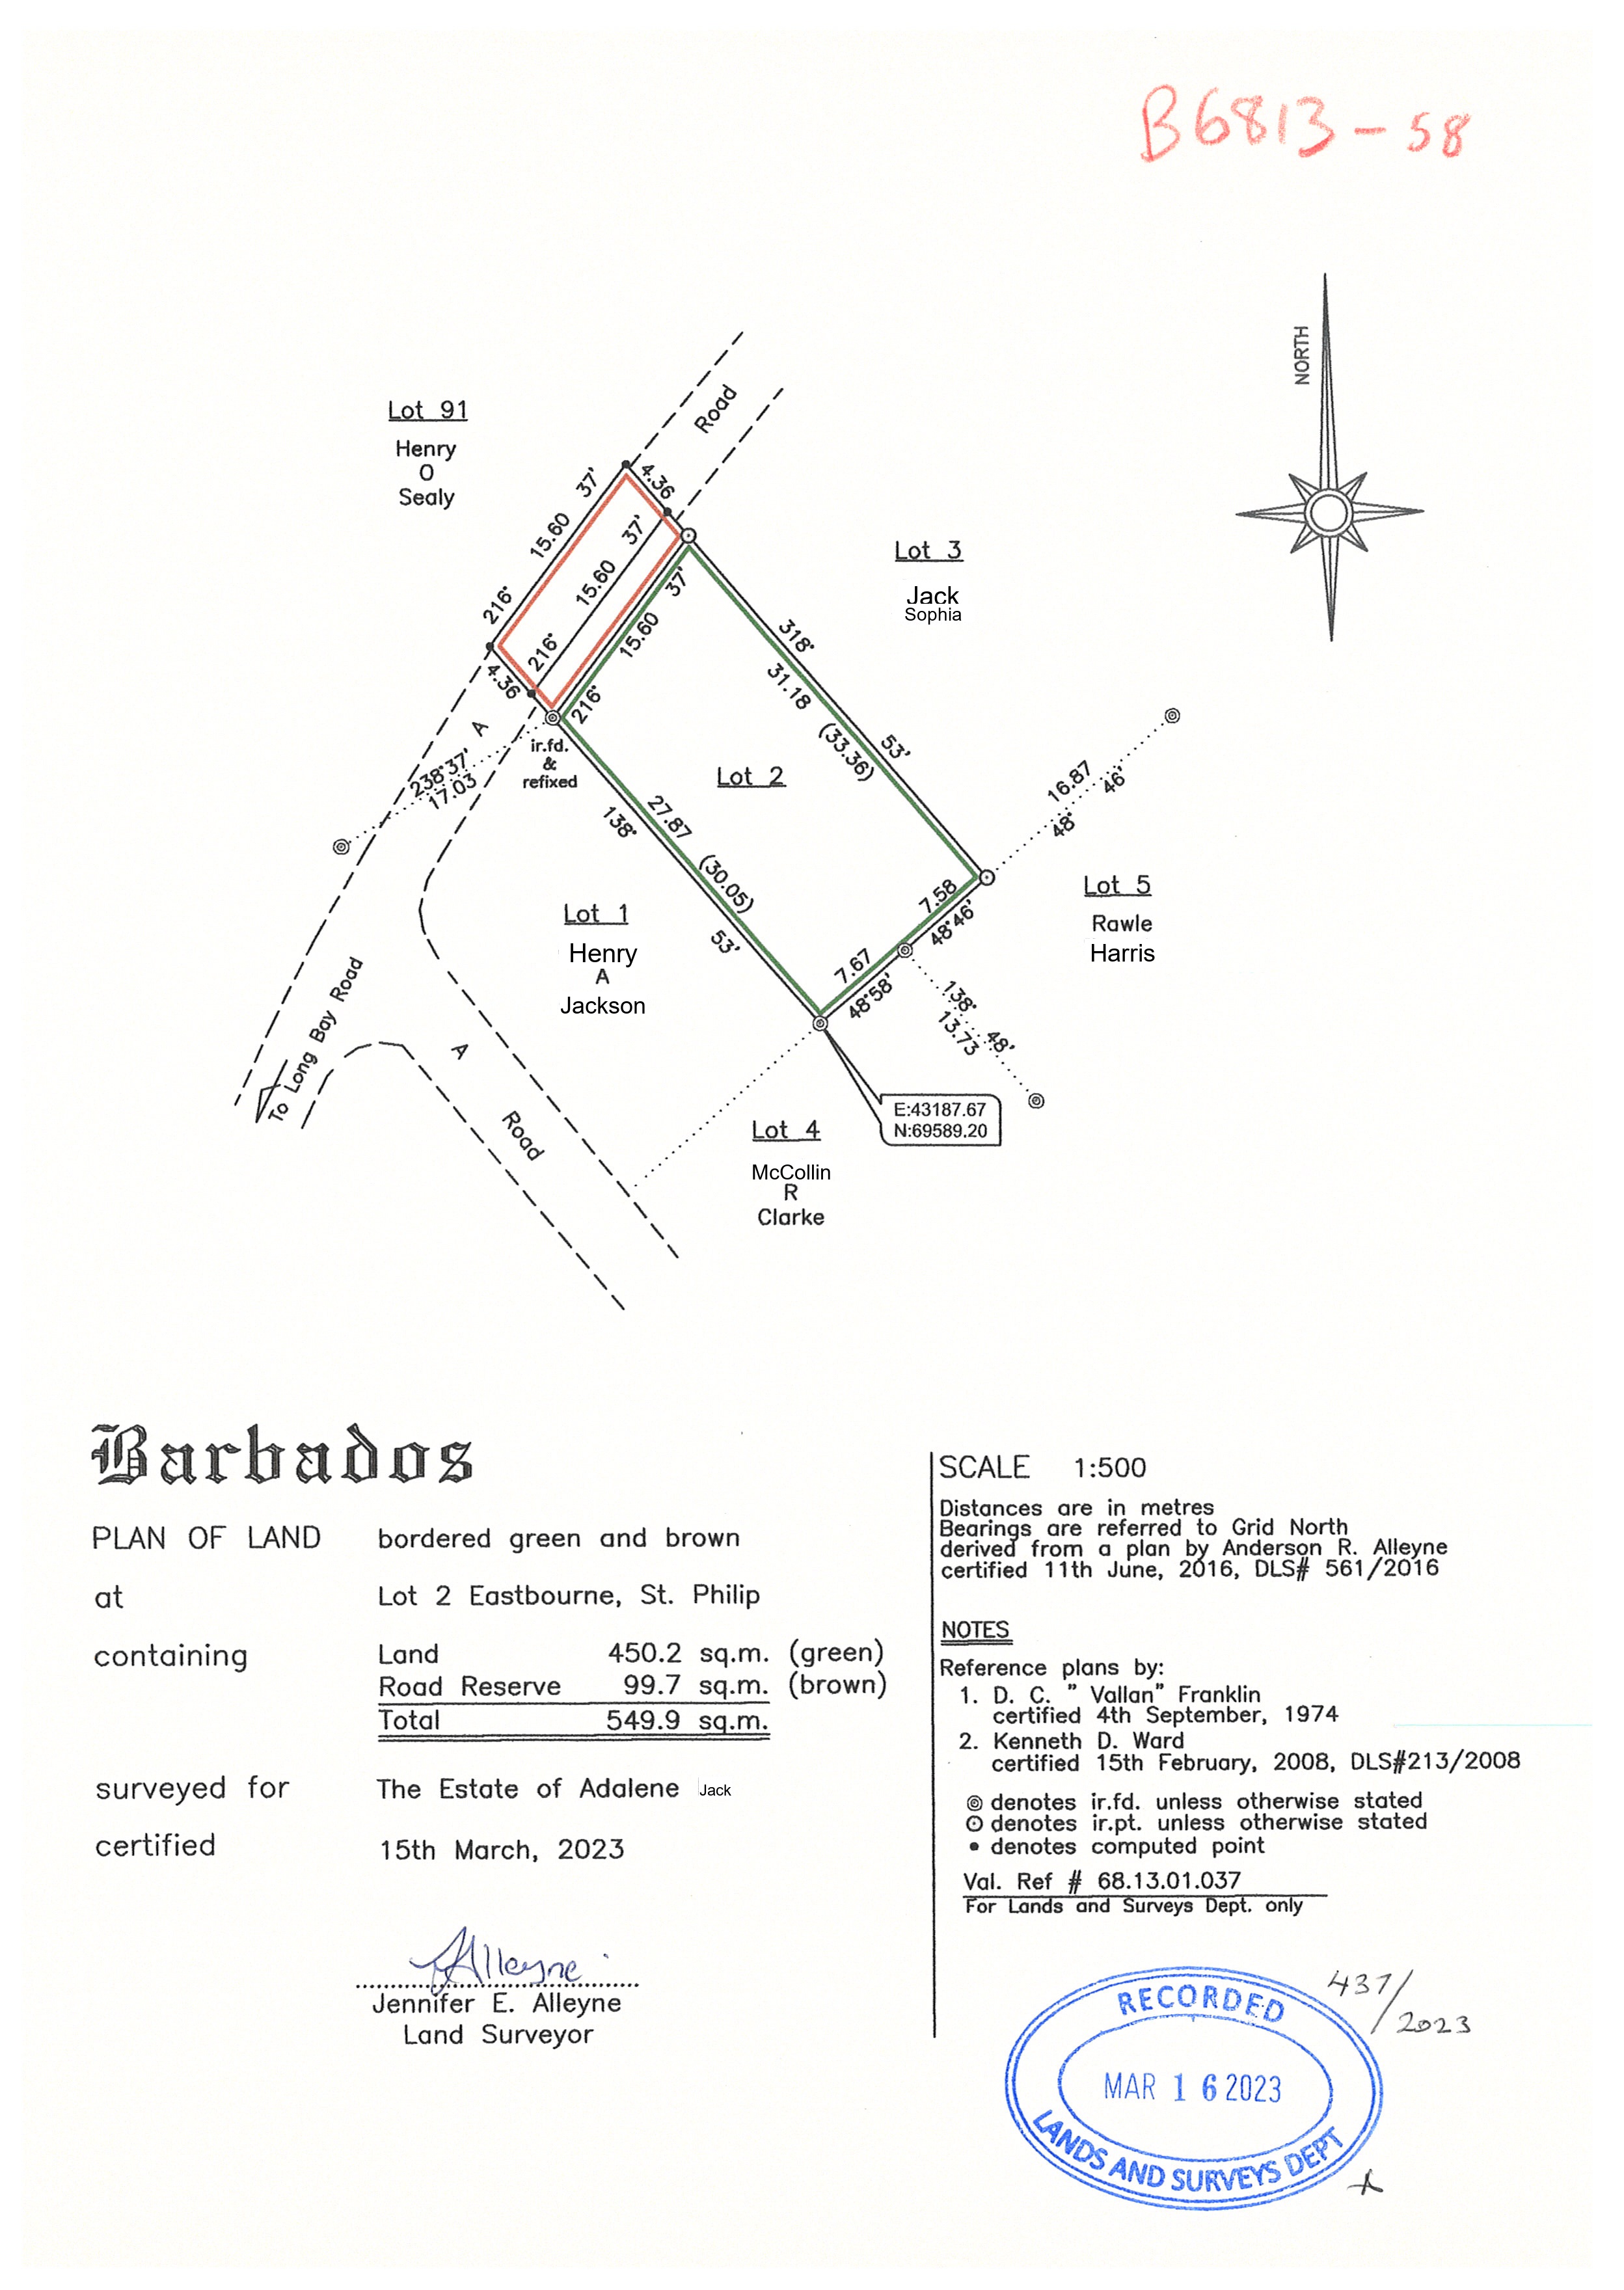 B6813-58
NORTH
Road
Lot 91
Henry
O
Sealy
37'
4.36
15.60
37'
216°
15.60
216°
37'
15.60
216°
4.36
Lot 3
Jack
Sophia
318°
31.18
(33.36)
53'
A
238°37'
17.03
ir.fd.
&
refixed
Lot 2
27.87
138°
(30.05)
53'
16.87
46'
48°
7.58
48°46'
7.67
48°58'
Lot 5
Rawle
Harris
Lot 1
Henry
A
Jackson
138°
13.73
48'
To Long Bay Road
A
Road
E:43187.67
N:69589.20
Lot 4
McCollin
R
Clarke
Barbados
PLAN OF LAND bordered green and brown
at Lot 2 Eastbourne, St. Philip
containing Land 450.2 sq.m. (green)
Road Reserve 99.7 sq.m. (brown)
Total 549.9 sq.m.
surveyed for The Estate of Adalene Jack
certified 15th March, 2023
JAlleyne
Jennifer E. Alleyne
Land Surveyor
SCALE 1:500
Distances are in metres
Bearings are referred to Grid North
derived from a plan by Anderson R. Alleyne
certified 11th June, 2016, DLS# 561/2016
NOTES
Reference plans by:
1. D. C. " Vallan" Franklin
certified 4th September, 1974
2. Kenneth D. Ward
certified 15th February, 2008, DLS#213/2008
denotes ir.fd. unless otherwise stated
denotes ir.pt. unless otherwise stated
denotes computed point
Val. Ref # 68.13.01.037
For Lands and Surveys Dept. only
437/2023
RECORDED
MAR 16 2023
LANDS AND SURVEYS DEPT